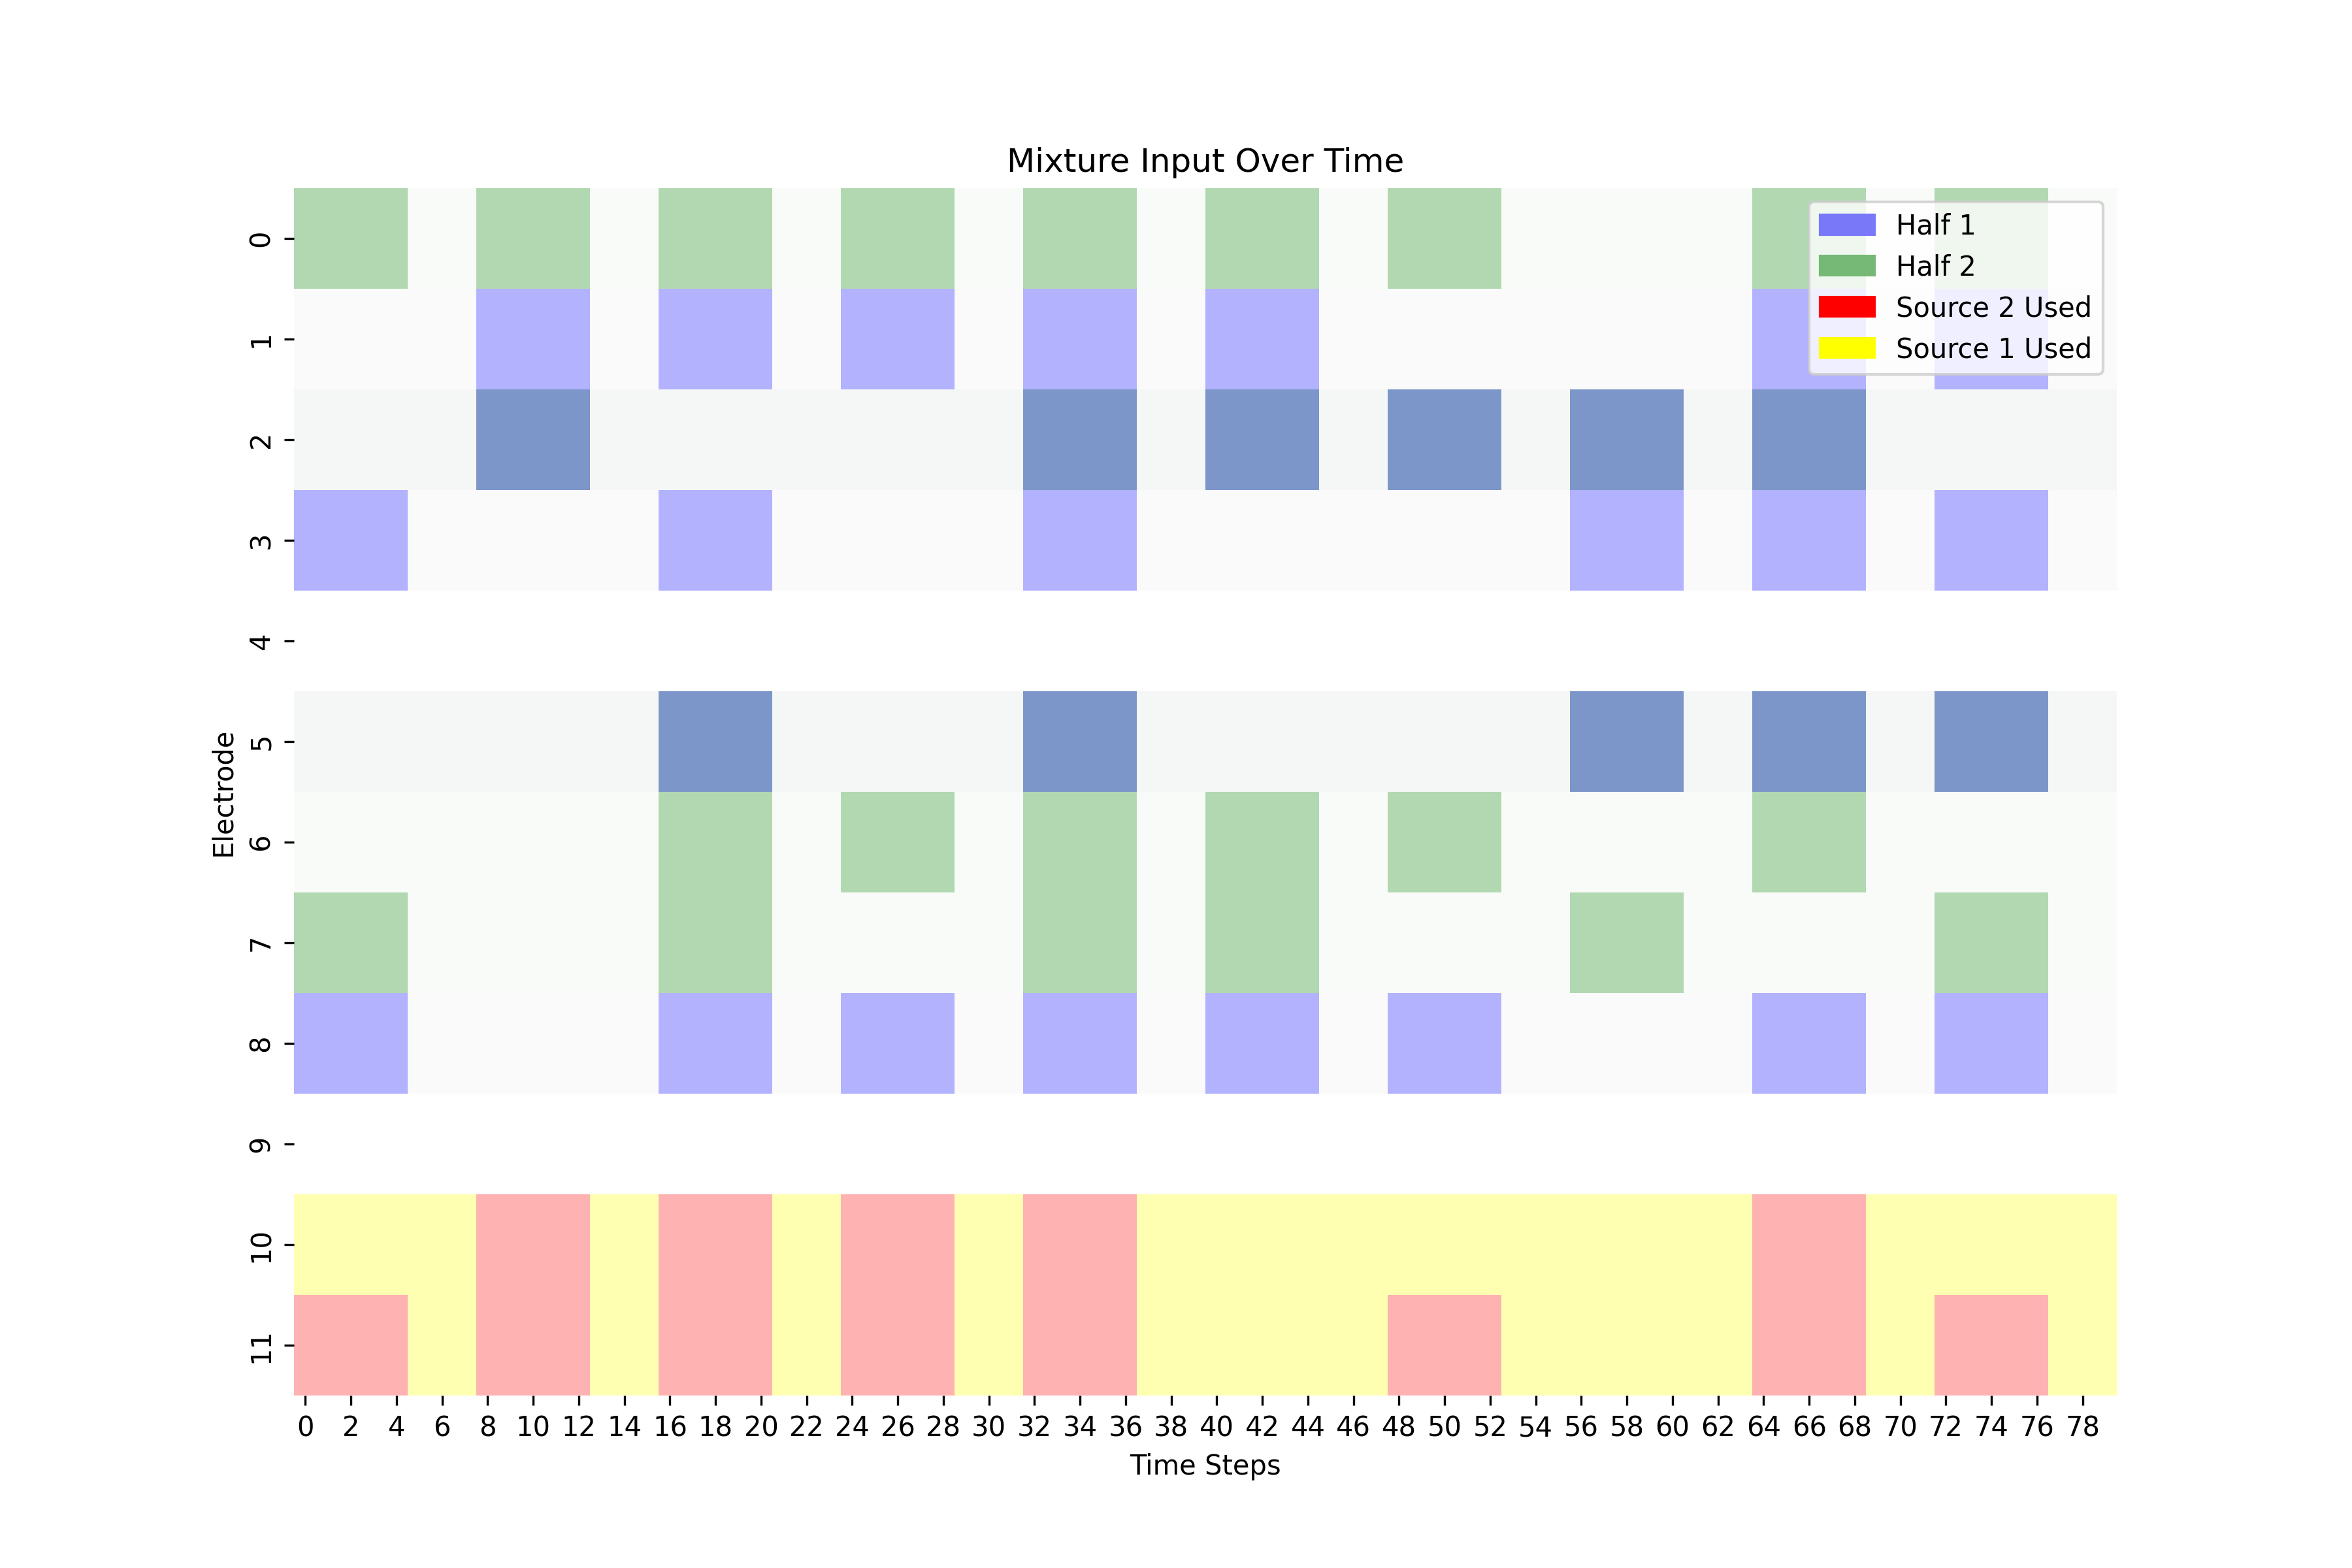 Mixture Input Over Time
Half 1
Half 2
Source 2 Used
Source 1 Used
Electrode
0
1
2
3
4
5
6
7
8
9
10
11
0 2 4 6 8 10 12 14 16 18 20 22 24 26 28 30 32 34 36 38 40 42 44 46 48 50 52 54 56 58 60 62 64 66 68 70 72 74 76 78
Time Steps